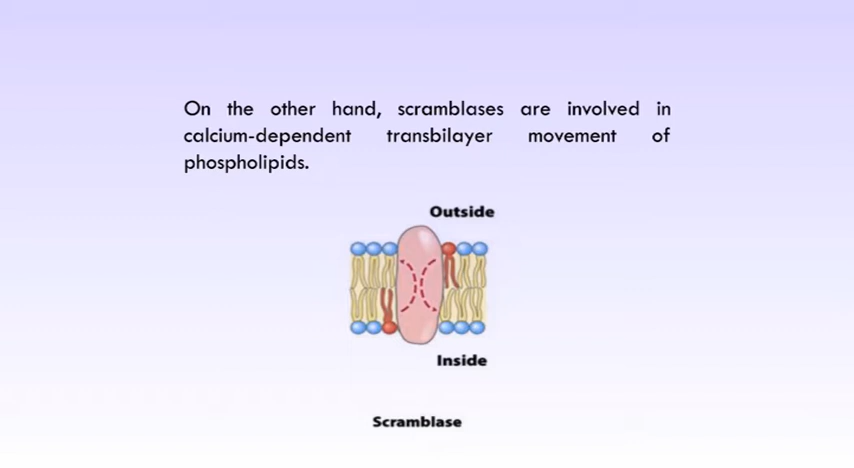 On the other hand, scramblases are involved in
calcium-dependent transbilayer movement of
phospholipids.
Outside
Inside
Scramblase